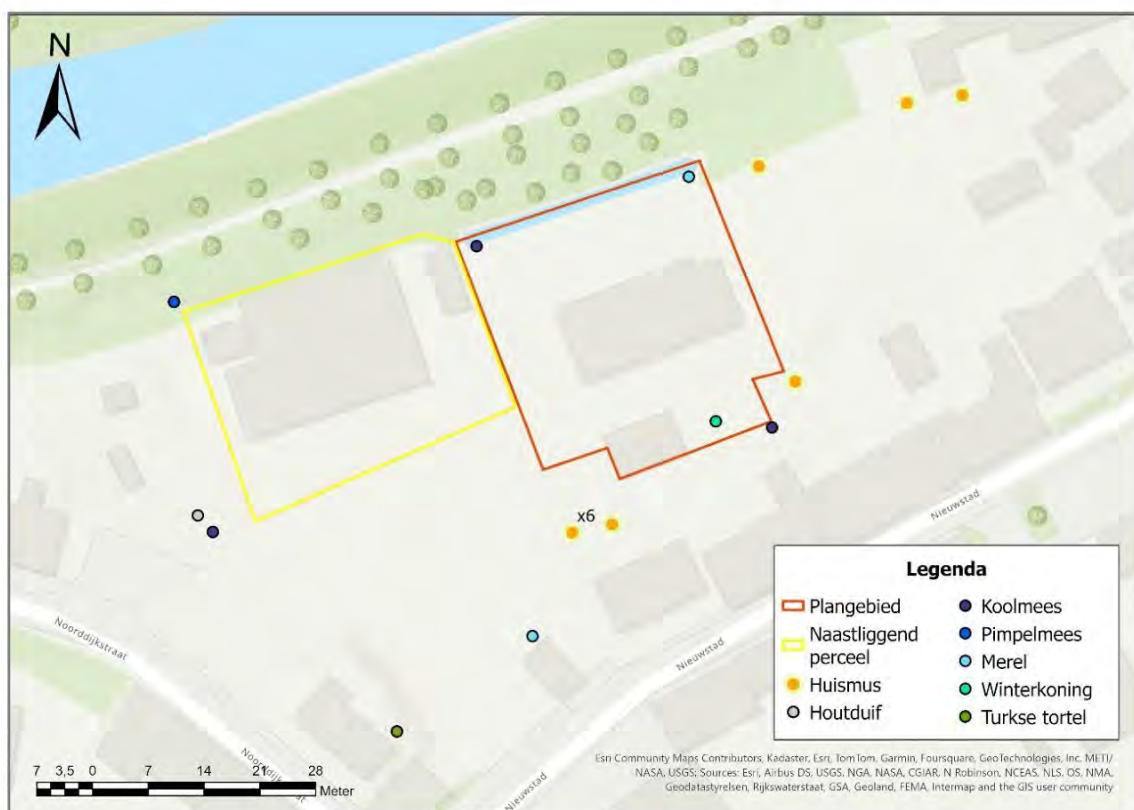 N
x6
Nieuwstad
Noorddijkstraat
Nieuwstad
Nieuwstad
Legenda
Plangebied
Naastliggend
perceel
Huismus
Houtduif
Koolmees
Pimpelmees
Merel
Winterkoning
Turkse tortel
7 3,5 0 7 14 21 28
Meter
Esri Community Maps Contributors, Kadaster, Esri, TomTom, Garmin, Foursquare, GeoTechnologies, Inc, METI/
NASA, USGS; Sources: Esri, Airbus DS, USGS, NGA, NASA, CGIAR, N Robinson, NCEAS, NLS, OS, NMA,
Geodatastyrelsen, Rijkswaterstaat, GSA, Geoland, FEMA, Intermap and the GIS user community